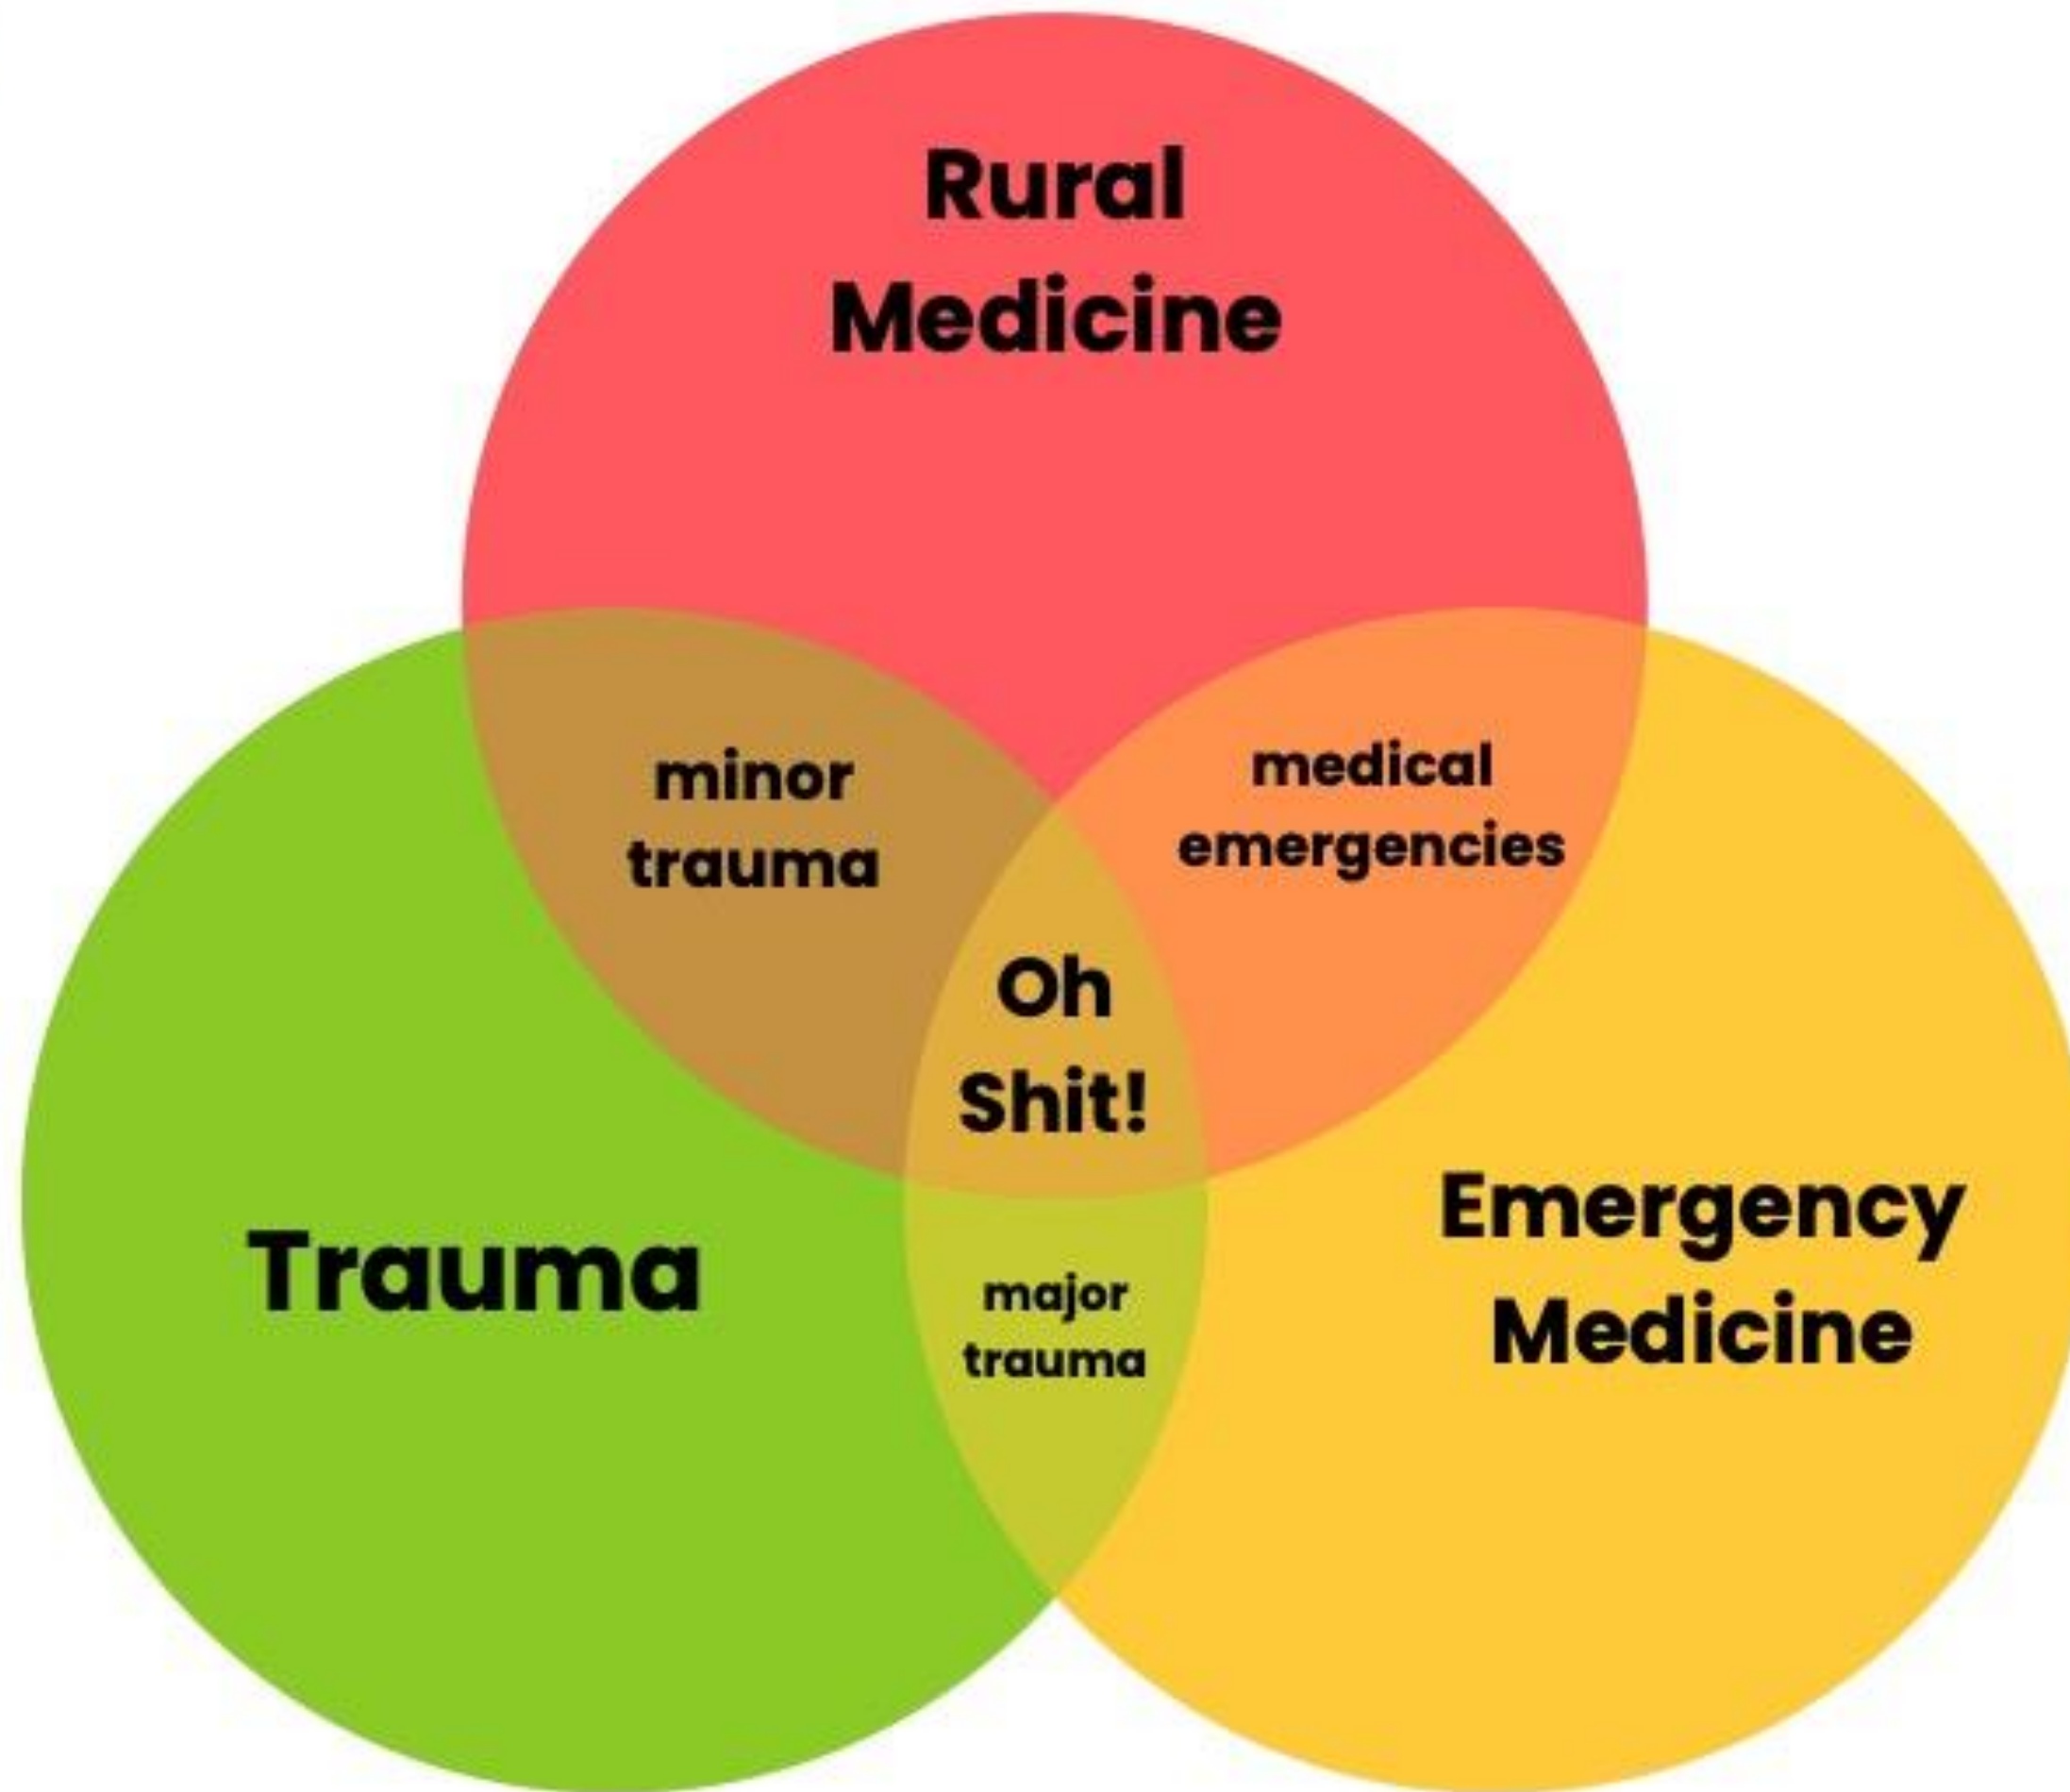 Rural
Medicine
minor
trauma
medical
emergencies
Oh
Shit!
Trauma
Emergency
Medicine
major
trauma